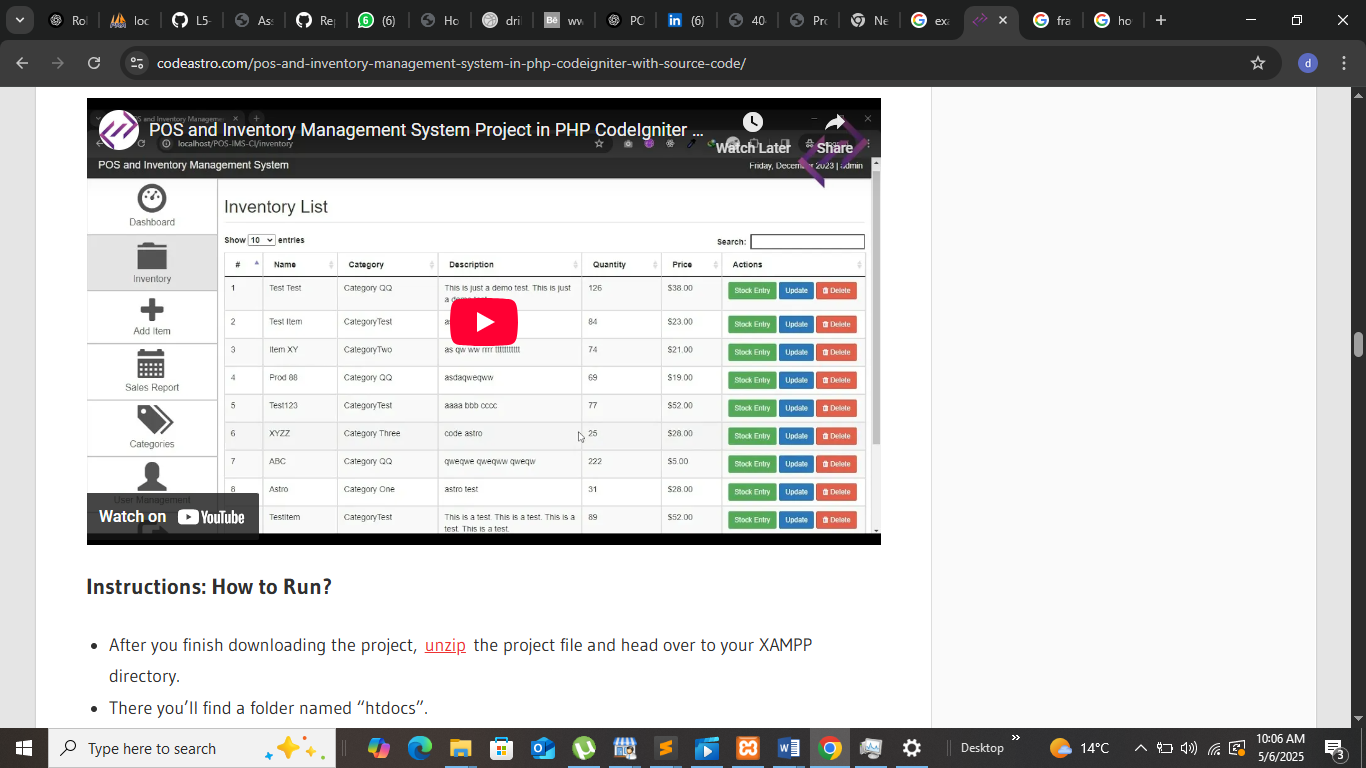 Rol
loc
L5-
Ass
Rep
(6)
Ho
dril
Bē
ww
PO
in
(6)
40-
Pro
Ne
exa
fra
ho
codeastro.com/pos-and-inventory-management-system-in-php-codeigniter-with-source-code/
d
POS and Inventory Management System Project in PHP CodeIgniter ...
Watch Later
Share
localhost/POS-IMS-CI/inventory
POS and Inventory Management System
Friday, December 2023 | admin
Dashboard
Inventory
Add Item
Sales Report
Categories
User Management
Inventory List
Show 10 entries
Search:
# Name Category Description Quantity Price Actions
1 Test Test Category QQ This is just a demo test. This is just 126 $38.00 Stock Entry Update Delete
2 Test Item CategoryTest 84 $23.00 Stock Entry Update Delete
3 Item XY CategoryTwo as qw ww rrrr tttttttttttt 74 $21.00 Stock Entry Update Delete
4 Prod 88 Category QQ asdaqweqww 69 $19.00 Stock Entry Update Delete
5 Test123 CategoryTest aaaa bbb cccc 77 $52.00 Stock Entry Update Delete
6 XYZZ Category Three code astro 25 $28.00 Stock Entry Update Delete
7 ABC Category QQ qweqwe qweqww qweqw 222 $5.00 Stock Entry Update Delete
8 Astro Category One astro test 31 $28.00 Stock Entry Update Delete
Testitem CategoryTest This is a test. This is a test. This is a 89 $52.00 Stock Entry Update Delete
test. This is a test.
Watch on YouTube
Instructions: How to Run?
After you finish downloading the project, unzip the project file and head over to your XAMPP
directory.
There you’ll find a folder named “htdocs”.
Type here to search
Desktop
14°C
10:06 AM
5/6/2025
3